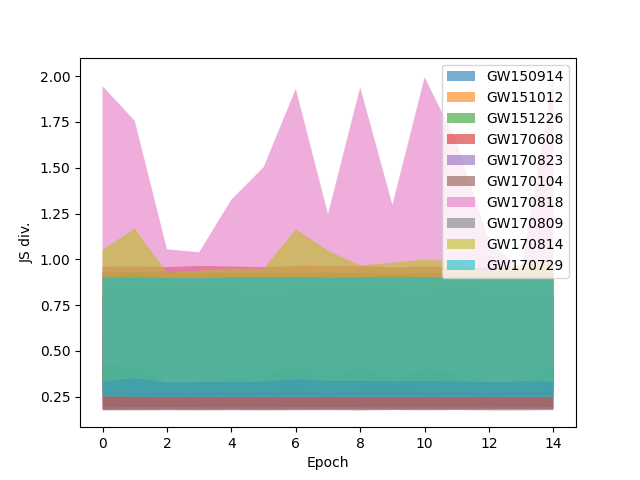 2.00
1.75
1.50
1.25
1.00
0.75
0.50
0.25
JS div.
0
2
4
6
8
10
12
14
Epoch
GW150914
GW151012
GW151226
GW170608
GW170823
GW170104
GW170818
GW170809
GW170814
GW170729